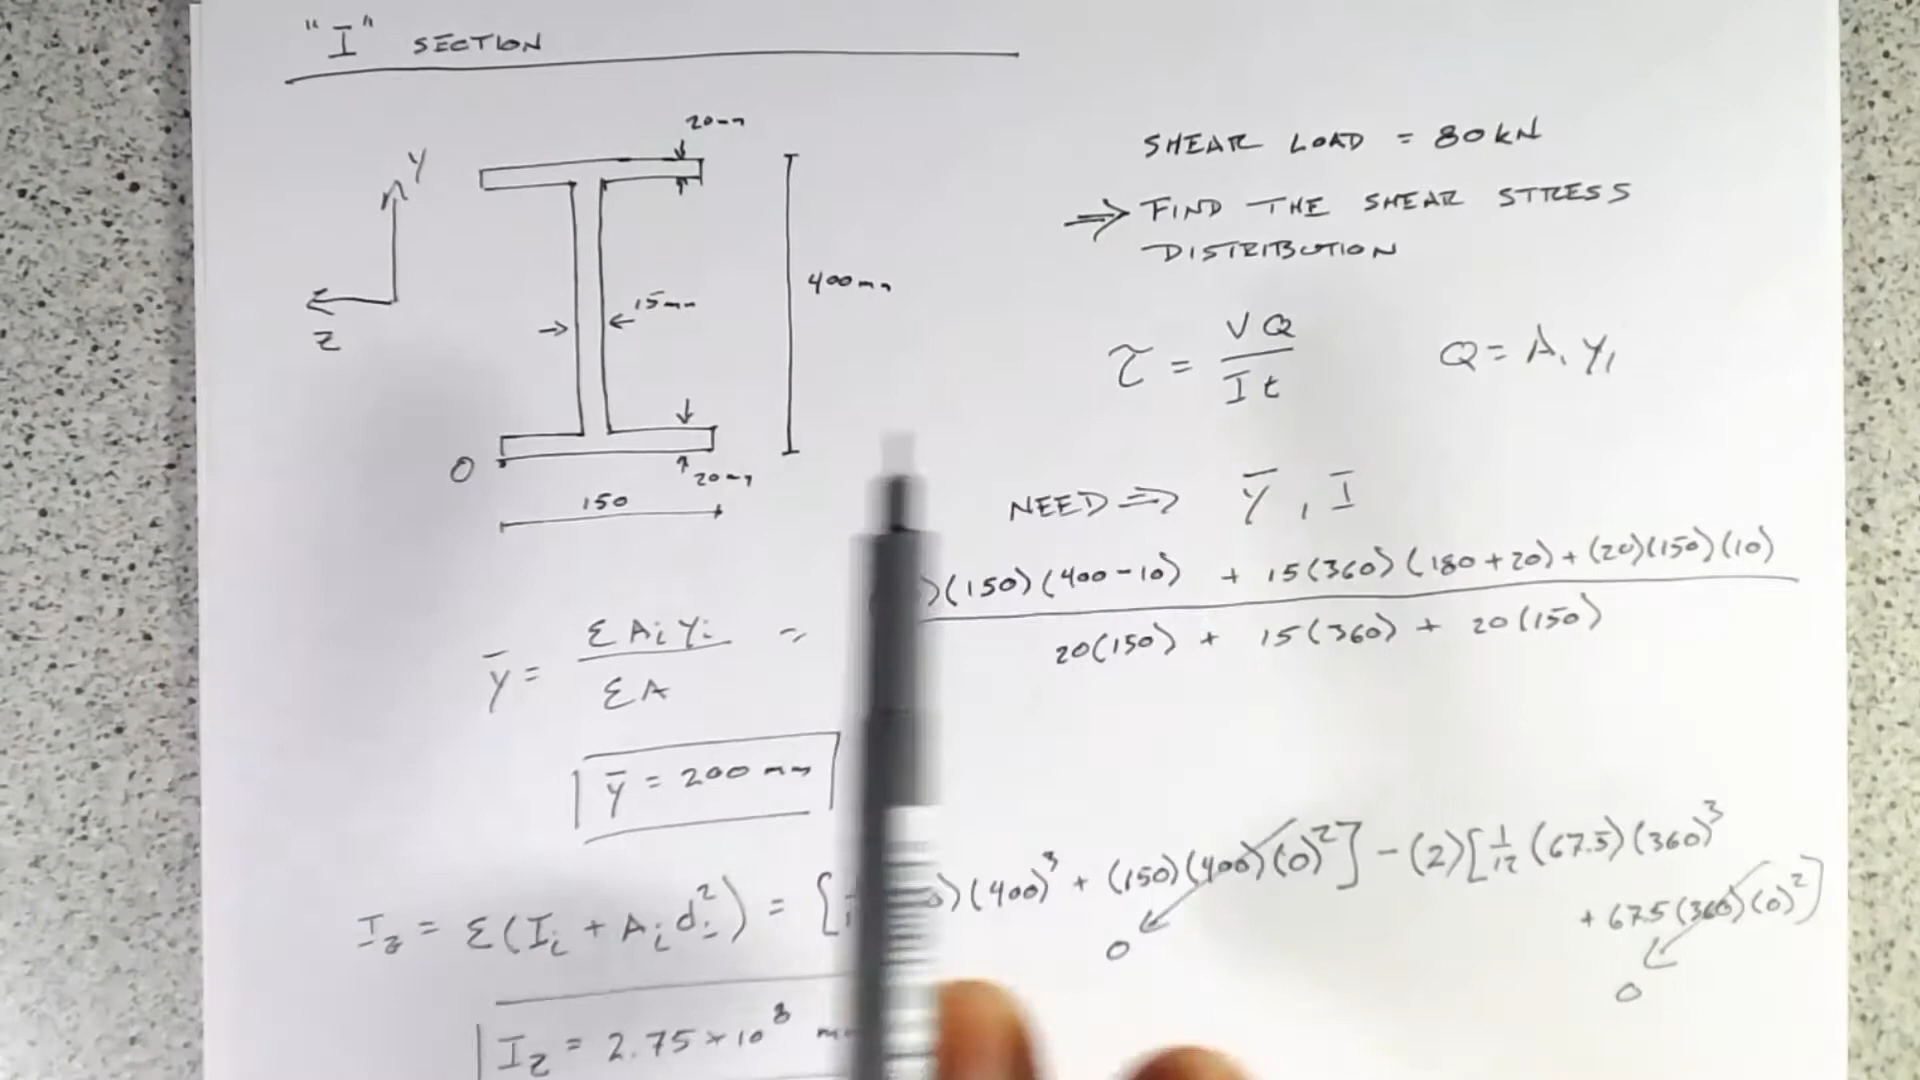 "I" SECTION
20mm
Y
SHEAR LOAD = 80kN
⇒ FIND THE SHEAR STRESS
DISTRIBUTION
400mm
→ ← 15mm
Z
τ = VQ / It
Q = A₁ y₁
O
20mm
150
NEED ⇒ ȳ, I̅
ȳ = ΣAᵢYᵢ / ΣA = )(150)(400-10) + 15(360)(180+20) + (20)(150)(10) / 20(150) + 15(360) + 20(150)
ȳ = 200 mm
I_z = Σ(Iᵢ + Aᵢdᵢ²) = [ )(400)³ + (150)(400)(0)²] - (2)[1/12 (67.5)(360)³
+ 67.5(360)(0)²]
0
0
I_z = 2.75×10⁸